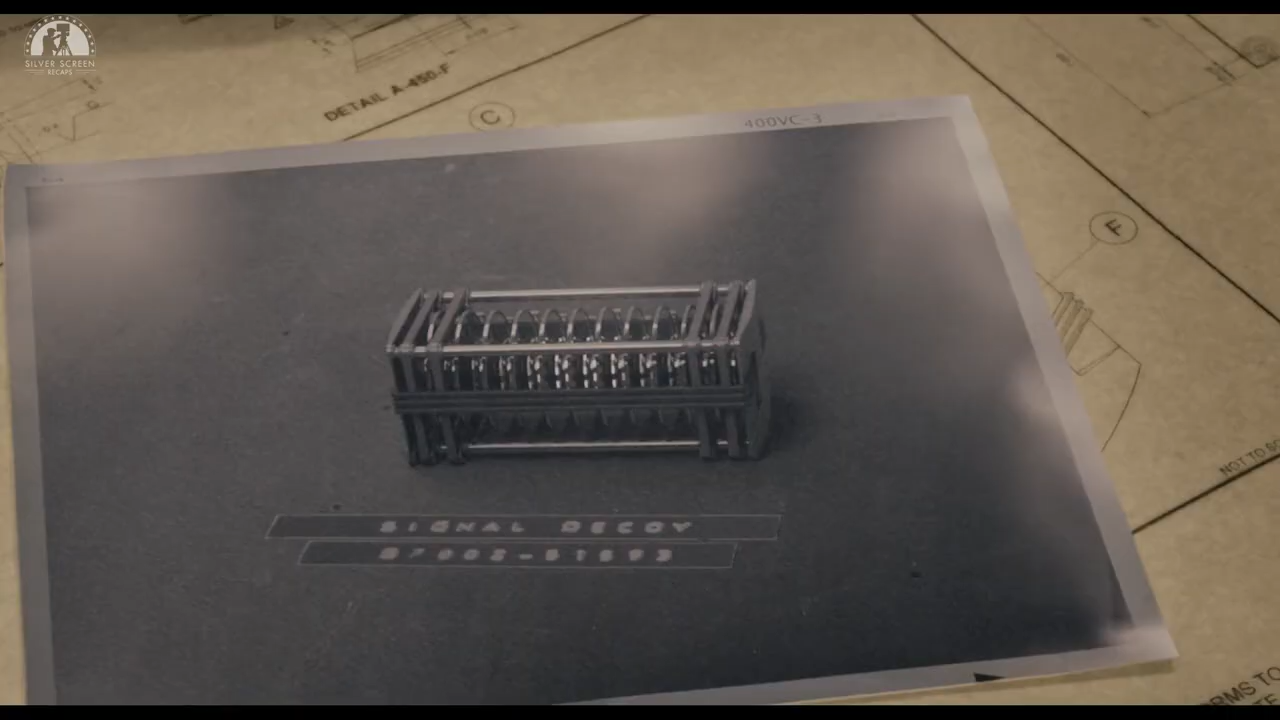 SILVER SCREEN
RECAPS
DETAIL A-450-F
C
400VC-3
F
NOT TO
SIGNAL DECOY